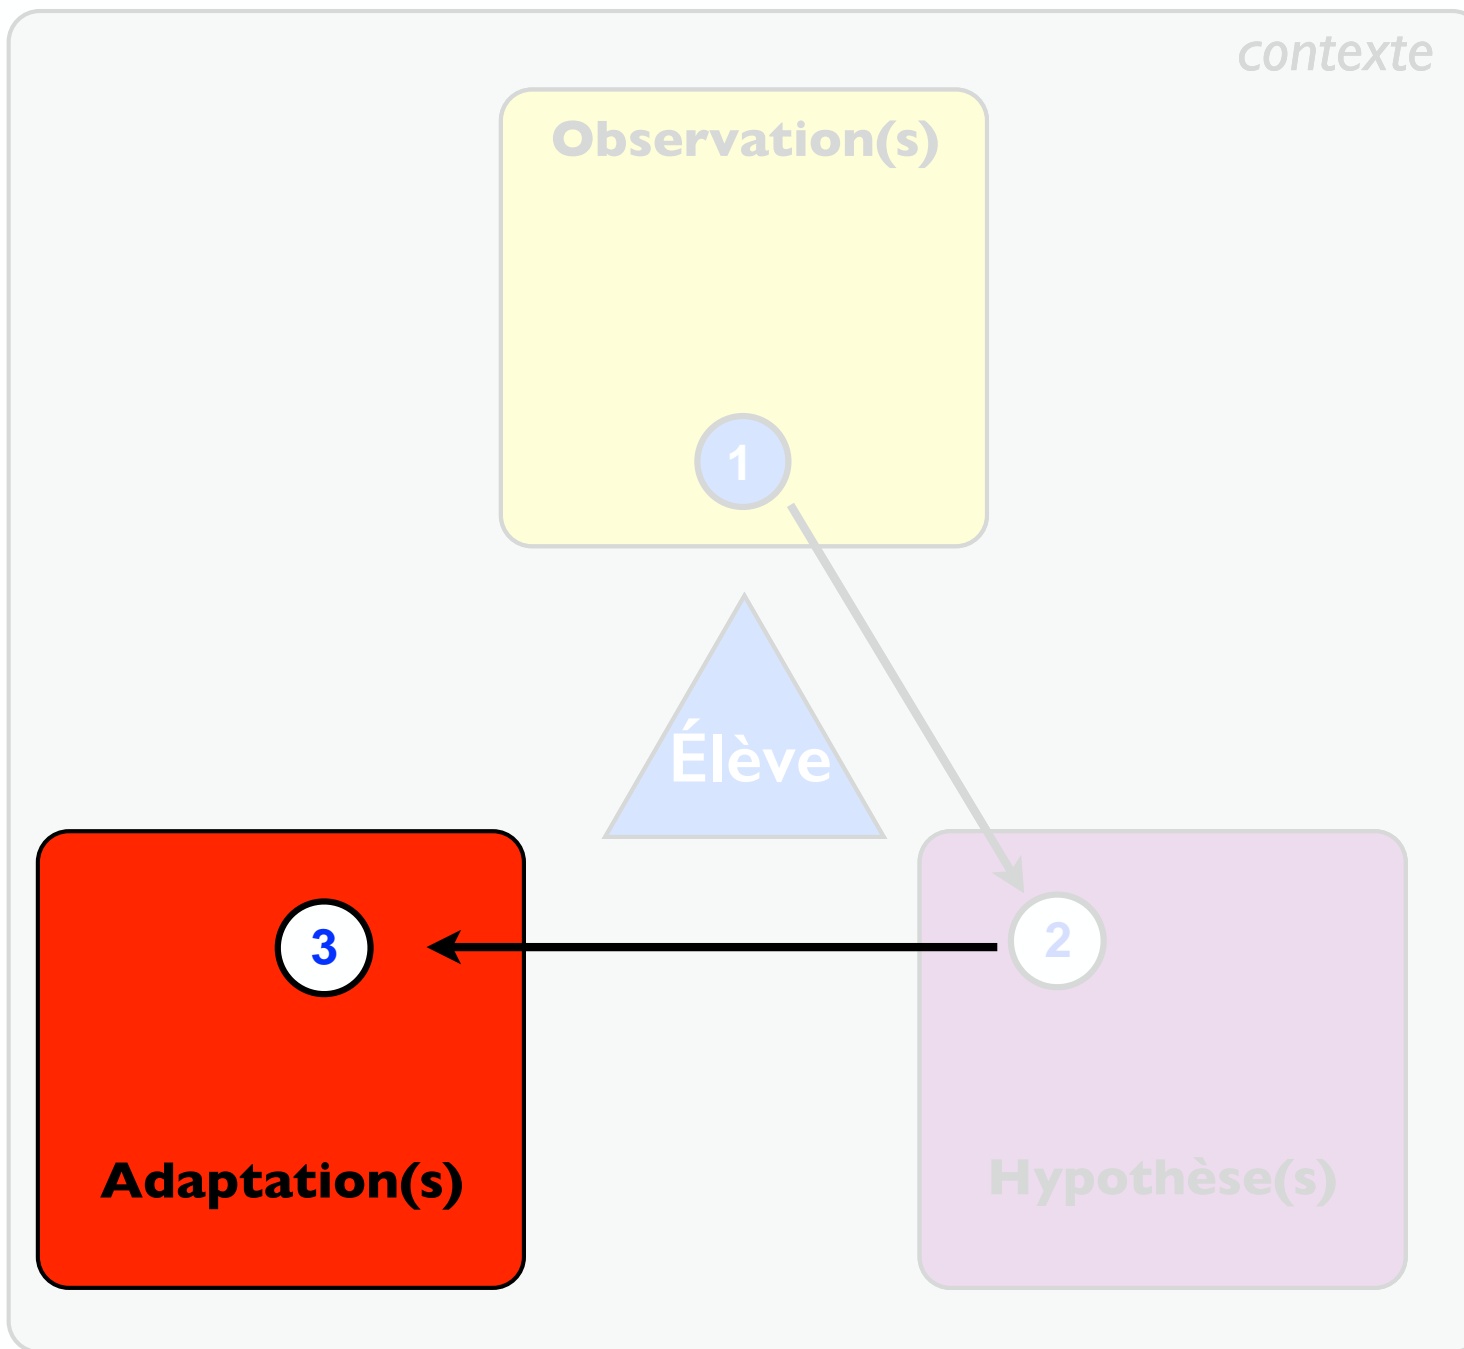 contexte
Observation(s)
1
Élève
3
2
Adaptation(s)
Hypothèse(s)